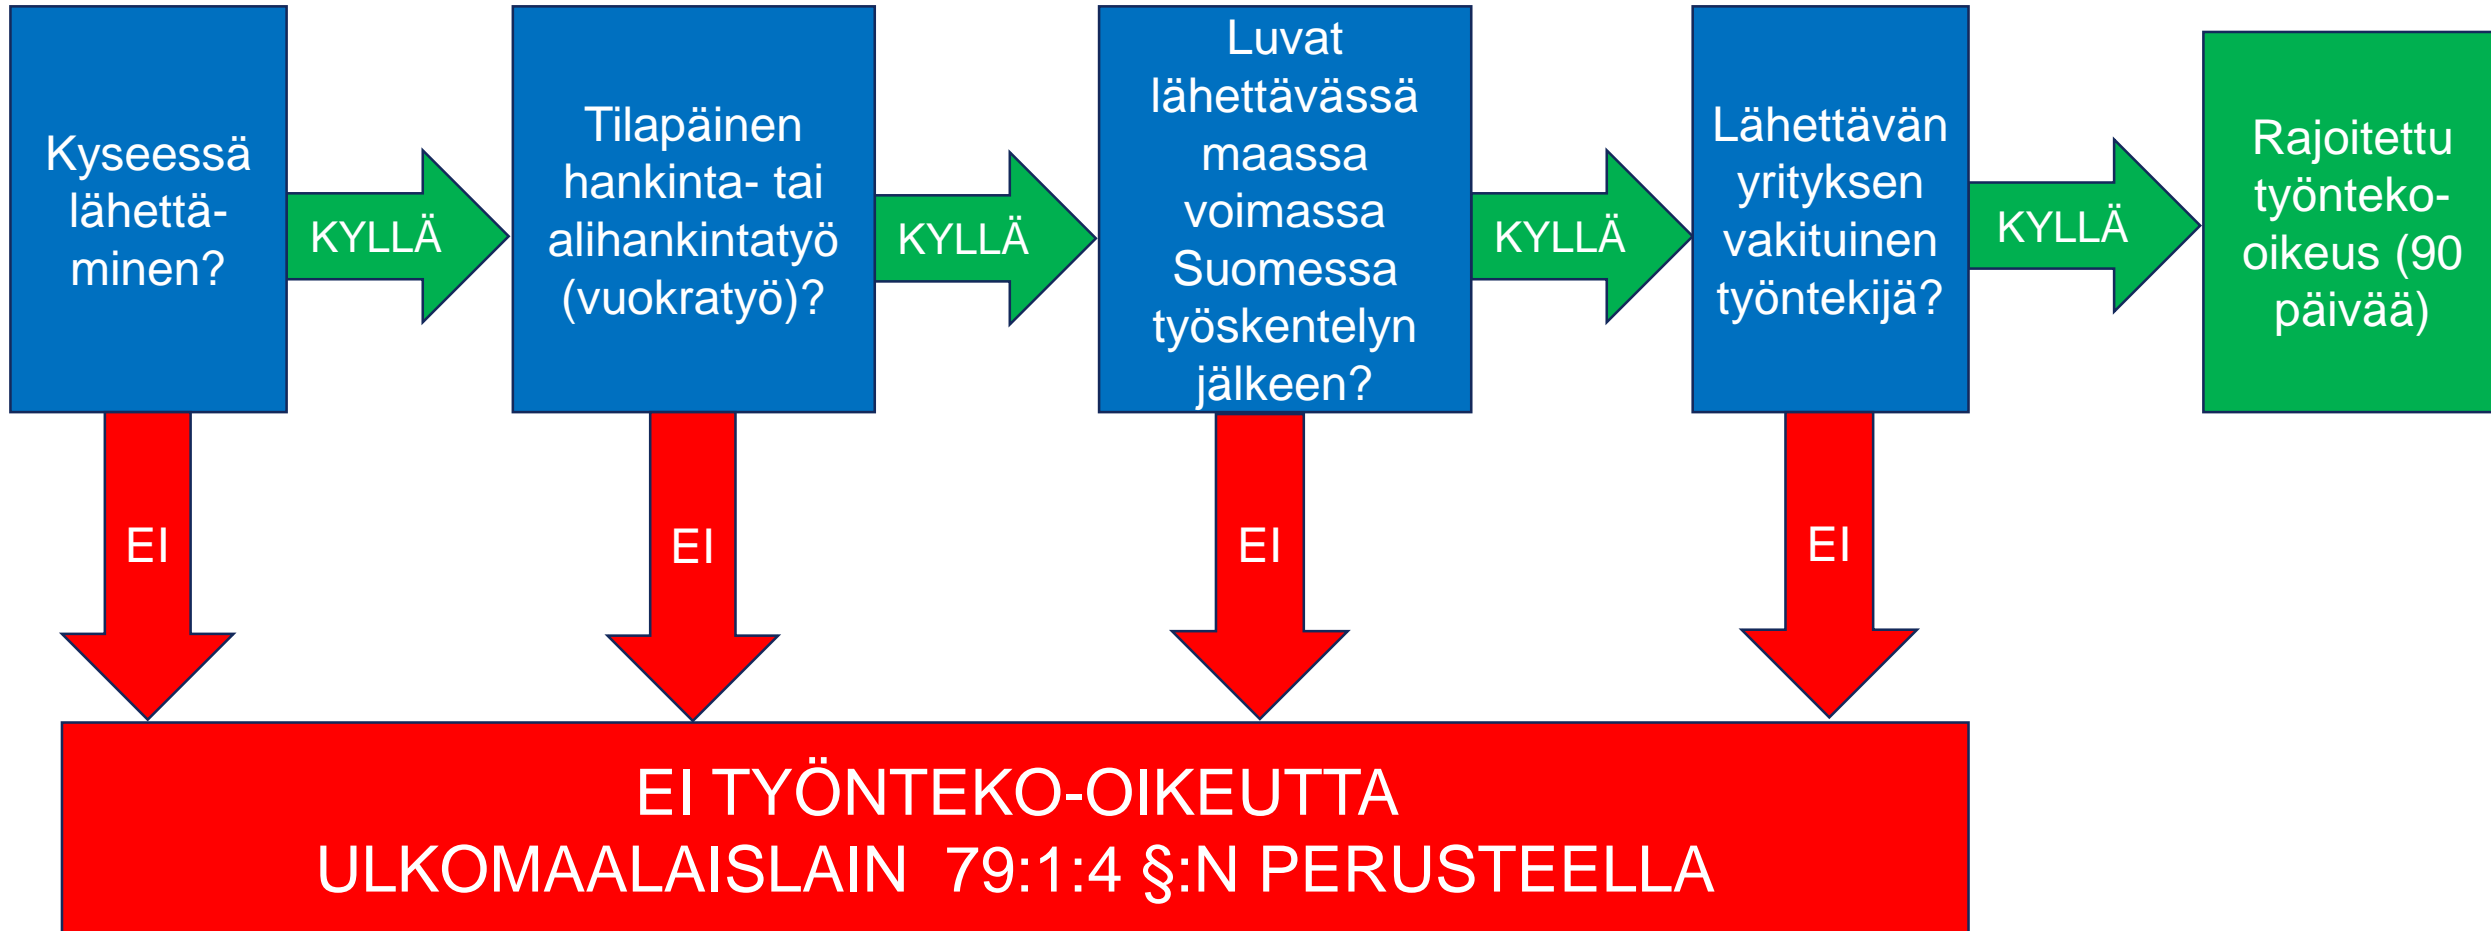 Kyseessä
lähettä-
minen?
KYLLÄ
Tilapäinen
hankinta- tai
alihankintatyö
(vuokratyö)?
KYLLÄ
Luvat
lähettävässä
maassa
voimassa
Suomessa
työskentelyn
jälkeen?
KYLLÄ
Lähettävän
yrityksen
vakituinen
työntekijä?
KYLLÄ
Rajoitettu
työnteko-
oikeus (90
päivää)
EI
EI
EI
EI
EI TYÖNTEKO-OIKEUTTA
ULKOMAALAISLAIN 79:1:4 §:N PERUSTEELLA